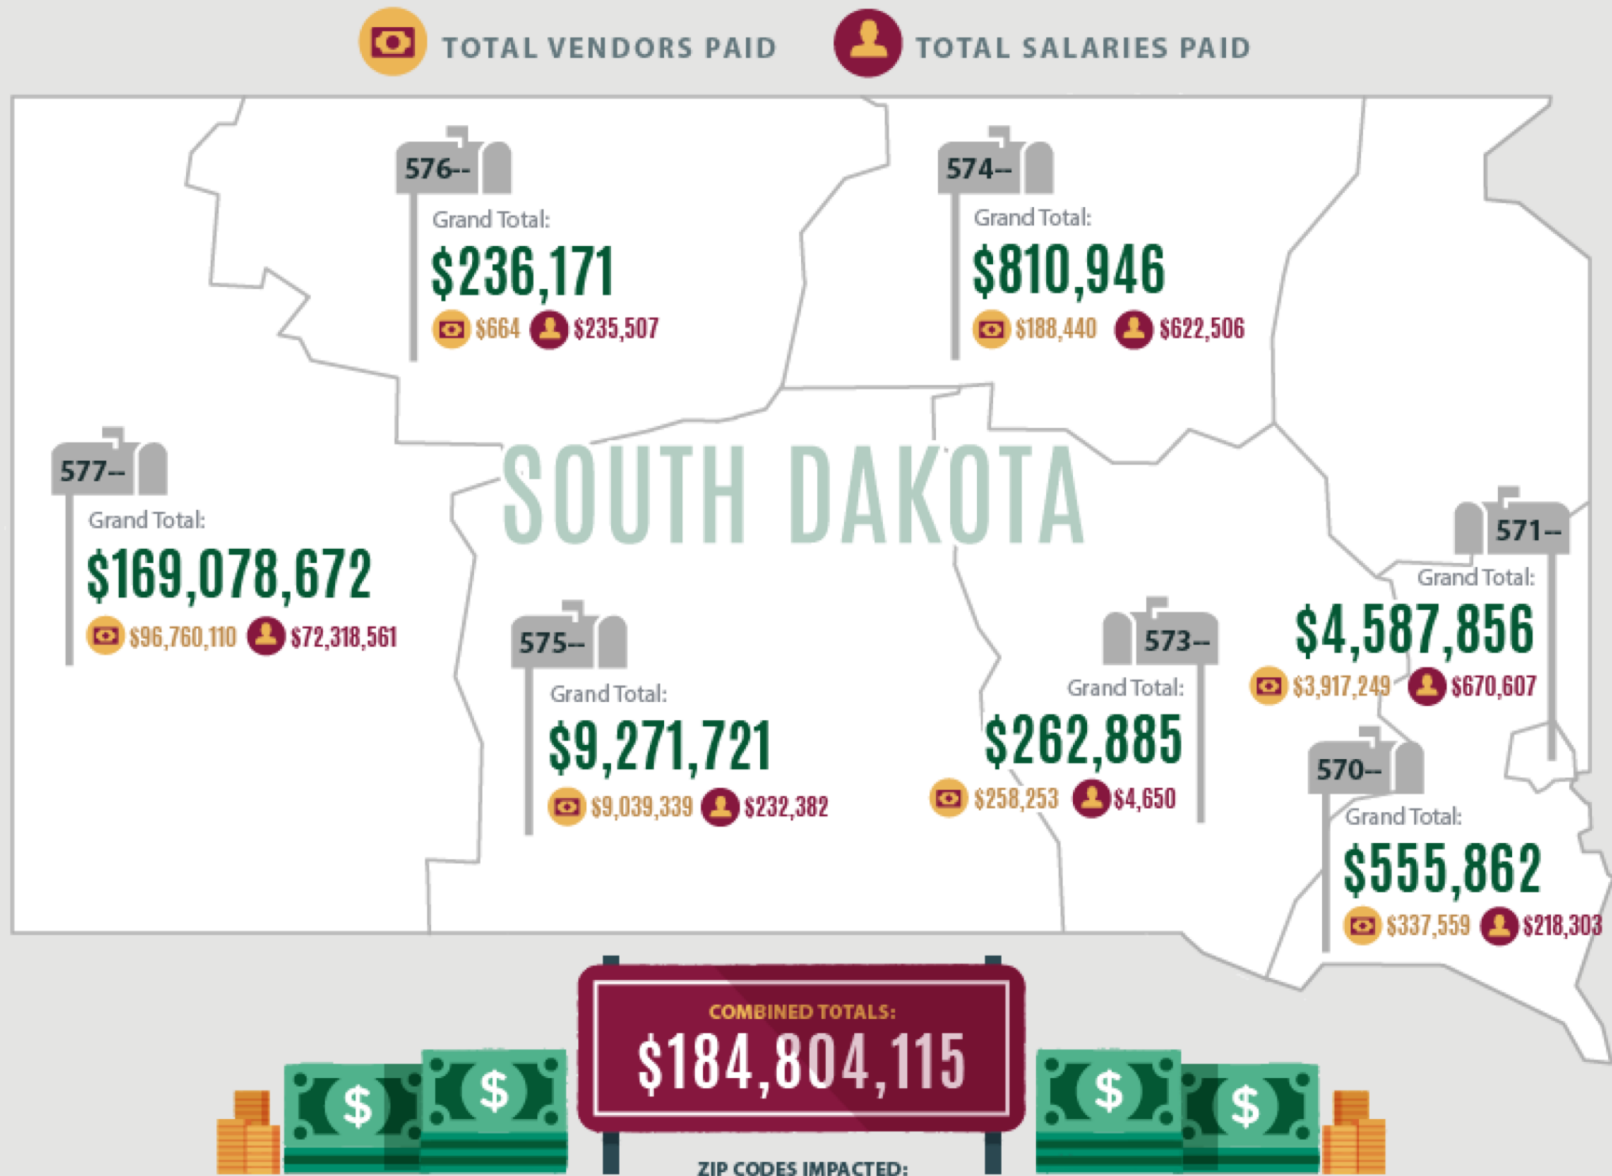 TOTAL VENDORS PAID
TOTAL SALARIES PAID
576--
Grand Total:
$236,171
$664 $235,507
574--
Grand Total:
$810,946
$188,440 $622,506
SOUTH DAKOTA
577--
Grand Total:
$169,078,672
$96,760,110 $72,318,561
575--
Grand Total:
$9,271,721
$9,039,339 $232,382
573--
Grand Total:
$262,885
$258,253 $4,650
571--
Grand Total:
$4,587,856
$3,917,249 $670,607
570--
Grand Total:
$555,862
$337,559 $218,303
COMBINED TOTALS:
$184,804,115
$ $ $ $
ZIP CODES IMPACTED: